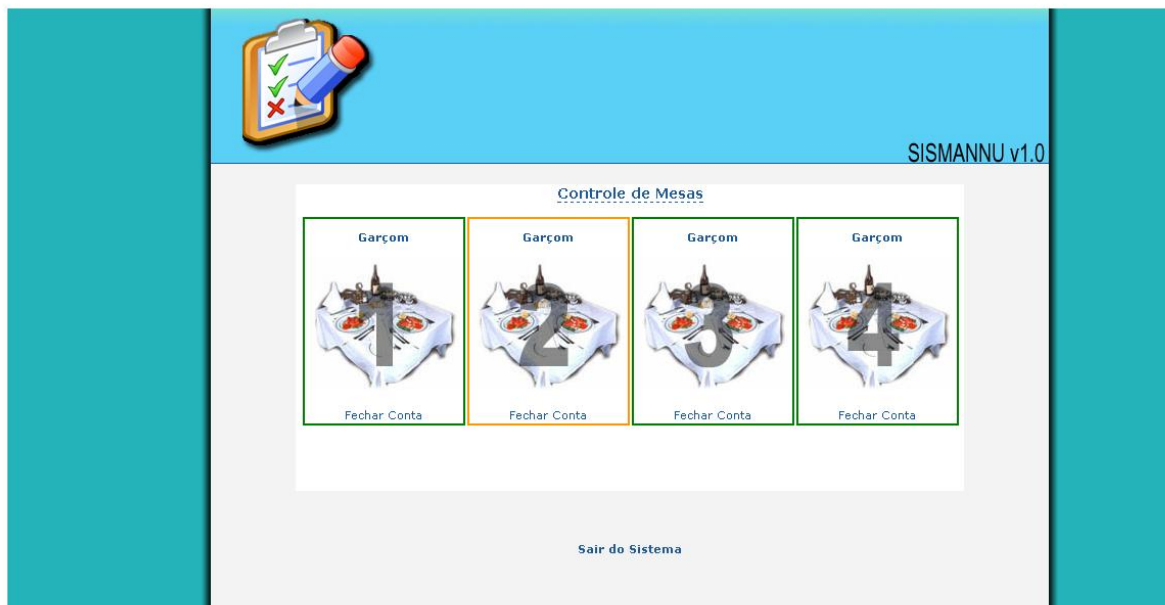 SISMANNU v1.0
Controle de Mesas
Garçom Garçom Garçom Garçom
1 2 3 4
Fechar Conta Fechar Conta Fechar Conta Fechar Conta
Sair do Sistema